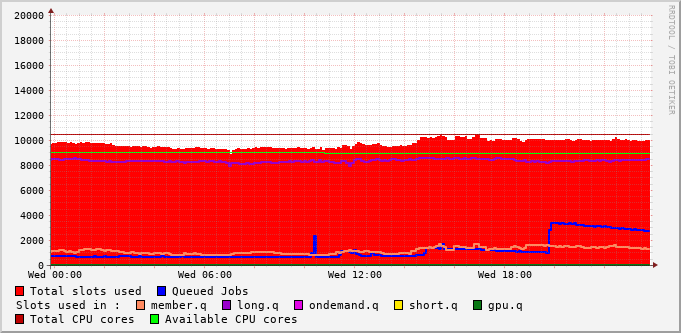 RRDTOOL / TOBI OETIKER
20000
18000
16000
14000
12000
10000
8000
6000
4000
2000
0
Wed 00:00 Wed 06:00 Wed 12:00 Wed 18:00
Total slots used Queued Jobs
Slots used in : member.q long.q ondemand.q short.q gpu.q
Total CPU cores Available CPU cores